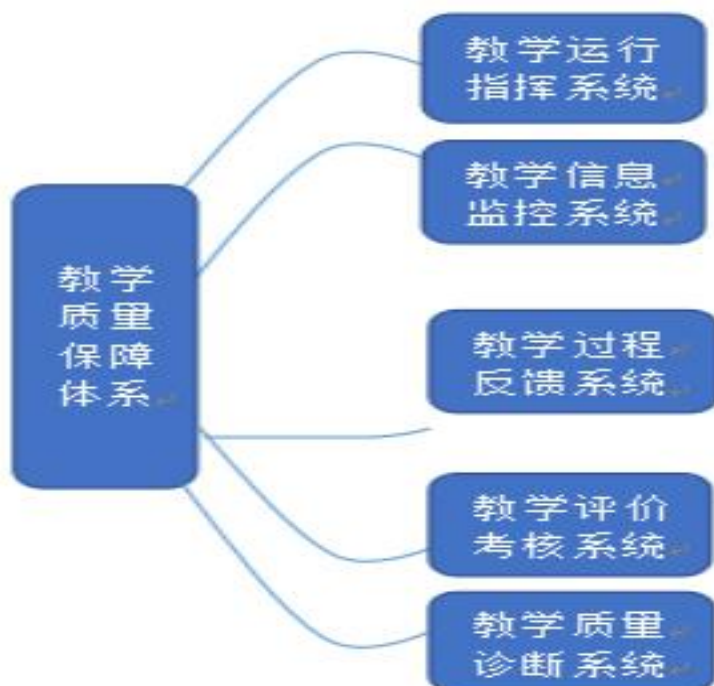 教学
质量
保障
体系
教学运行
指挥系统
教学信息
监控系统
教学过程
反馈系统
教学评价
考核系统
教学质量
诊断系统